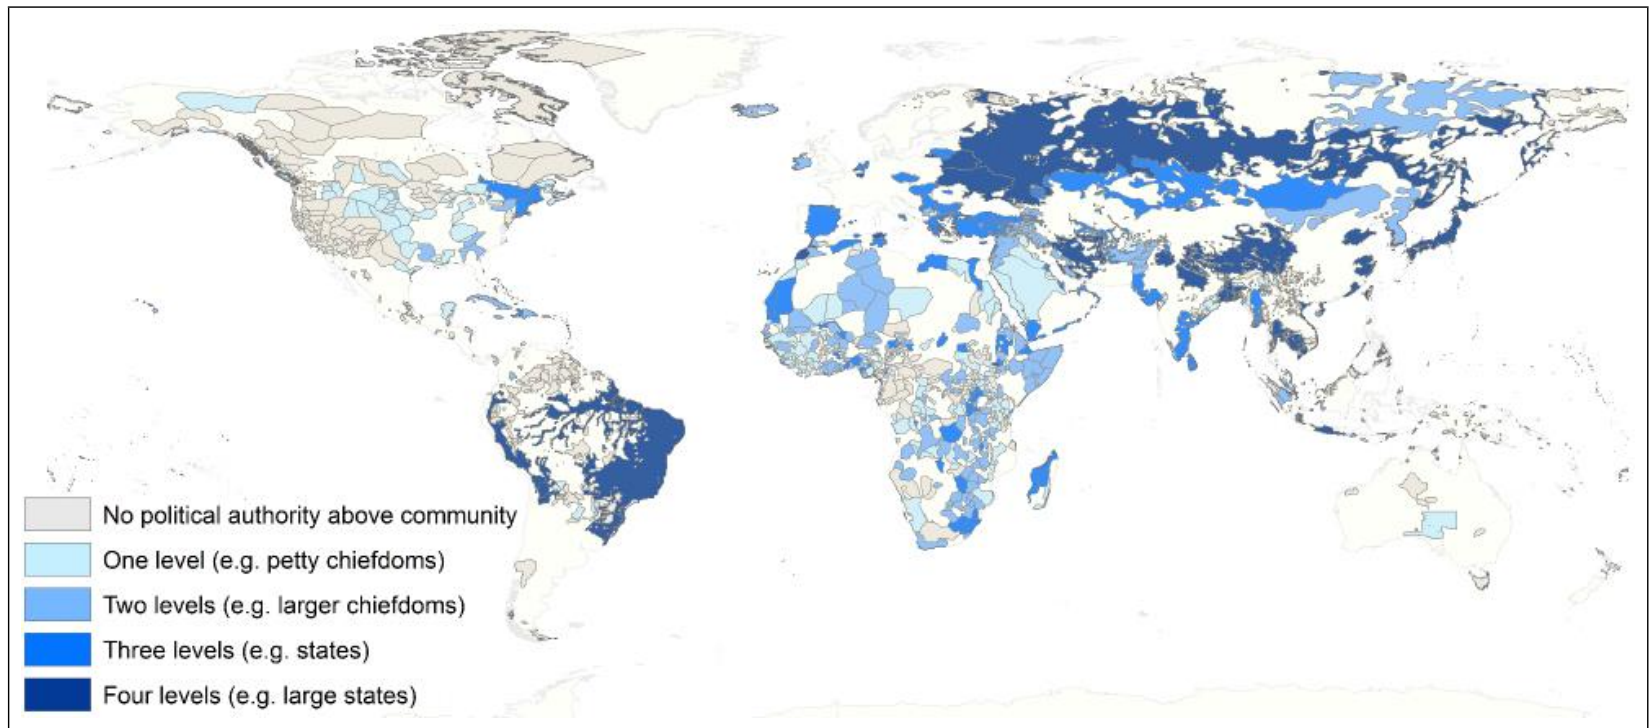 No political authority above community
One level (e.g. petty chiefdoms)
Two levels (e.g. larger chiefdoms)
Three levels (e.g. states)
Four levels (e.g. large states)